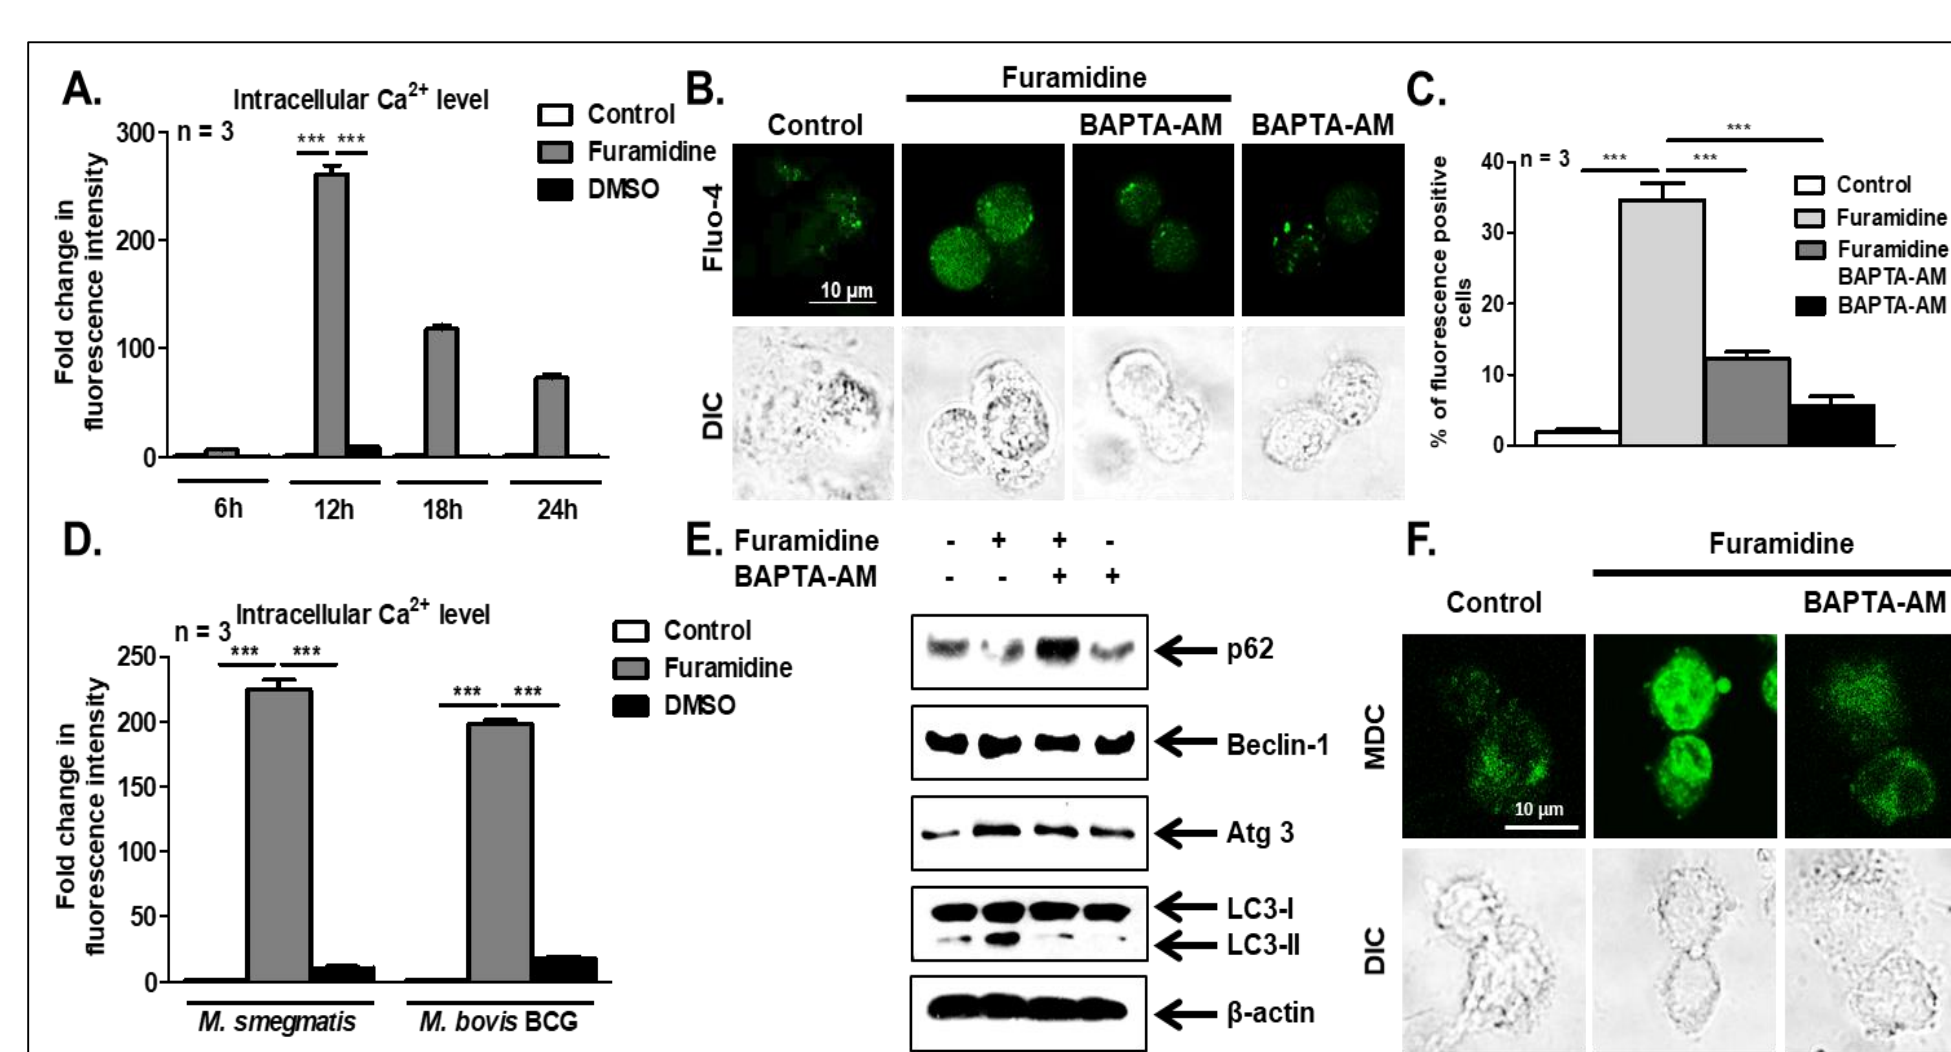 A.
Intracellular Ca²⁺ level
n = 3
*** ***
Control
Furamidine
DMSO
Fold change in
fluorescence intensity
300
200
100
0
6h 12h 18h 24h
B.
Furamidine
Control BAPTA-AM BAPTA-AM
Fluo-4
10 µm
DIC
C.
***
n = 3 *** ***
% of fluorescence positive
cells
40
30
20
10
0
Control
Furamidine
Furamidine
BAPTA-AM
BAPTA-AM
D.
Intracellular Ca²⁺ level
n = 3
*** ***
*** ***
Control
Furamidine
DMSO
Fold change in
fluorescence intensity
250
200
150
100
50
0
M. smegmatis M. bovis BCG
E.
Furamidine - + + -
BAPTA-AM - - + +
p62
Beclin-1
Atg 3
LC3-I
LC3-II
β-actin
F.
Furamidine
Control BAPTA-AM
MDC
10 µm
DIC